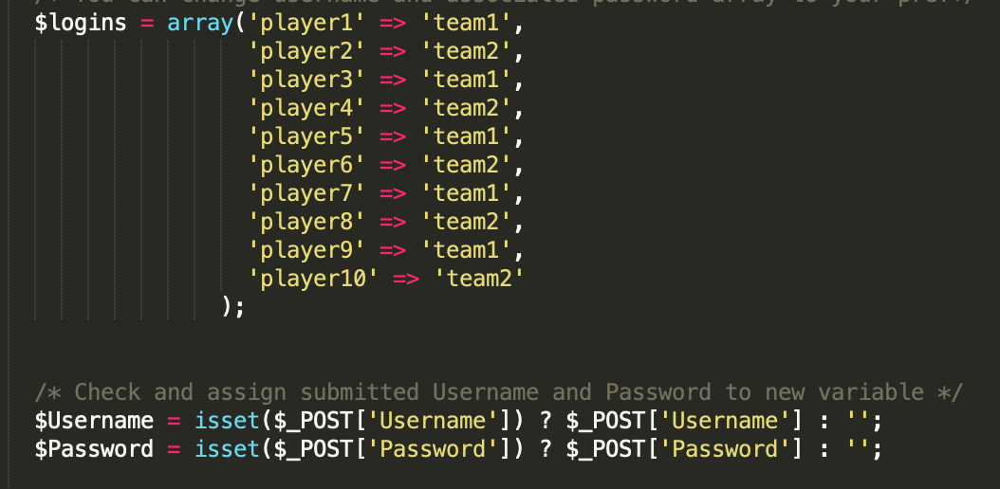 /* You can change username and associated password array to your pref*/
$logins = array('player1' => 'team1',
'player2' => 'team2',
'player3' => 'team1',
'player4' => 'team2',
'player5' => 'team1',
'player6' => 'team2',
'player7' => 'team1',
'player8' => 'team2',
'player9' => 'team1',
'player10' => 'team2'
);
/* Check and assign submitted Username and Password to new variable */
$Username = isset($_POST['Username']) ? $_POST['Username'] : '';
$Password = isset($_POST['Password']) ? $_POST['Password'] : '';